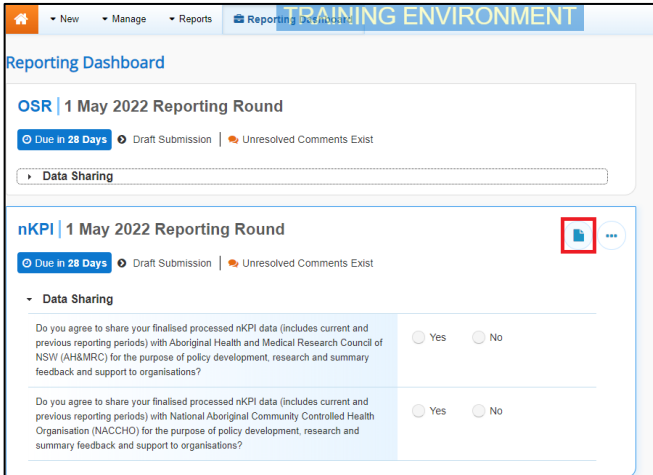 New Manage Reports Reporting Dashboard
TRAINING ENVIRONMENT
Reporting Dashboard
OSR | 1 May 2022 Reporting Round
Due in 28 Days Draft Submission | Unresolved Comments Exist
Data Sharing
nKPI | 1 May 2022 Reporting Round
Due in 28 Days Draft Submission | Unresolved Comments Exist
Data Sharing
Do you agree to share your finalised processed nKPI data (includes current and
previous reporting periods) with Aboriginal Health and Medical Research Council of
NSW (AH&MRC) for the purpose of policy development, research and summary
feedback and support to organisations?
Yes No
Do you agree to share your finalised processed nKPI data (includes current and
previous reporting periods) with National Aboriginal Community Controlled Health
Organisation (NACCHO) for the purpose of policy development, research and
summary feedback and support to organisations?
Yes No